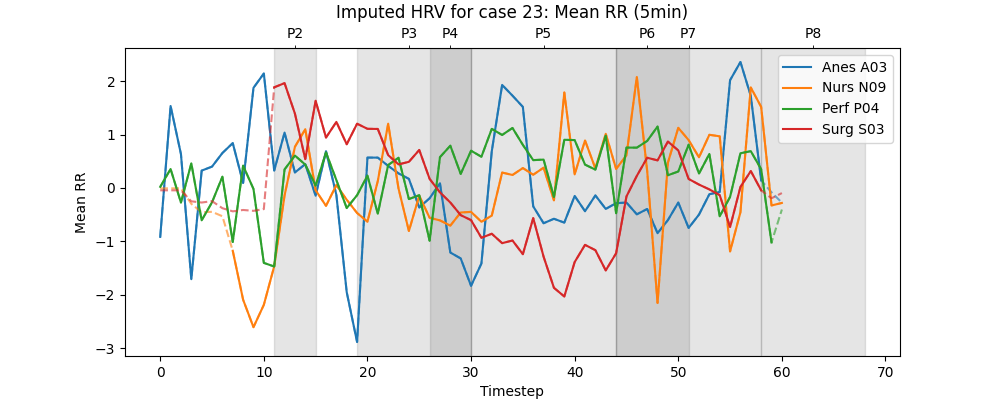 Imputed HRV for case 23: Mean RR (5min)
P2 P3 P4 P5 P6 P7 P8
Anes A03
Nurs N09
Perf P04
Surg S03
Mean RR
2
1
0
−1
−2
−3
0 10 20 30 40 50 60 70
Timestep